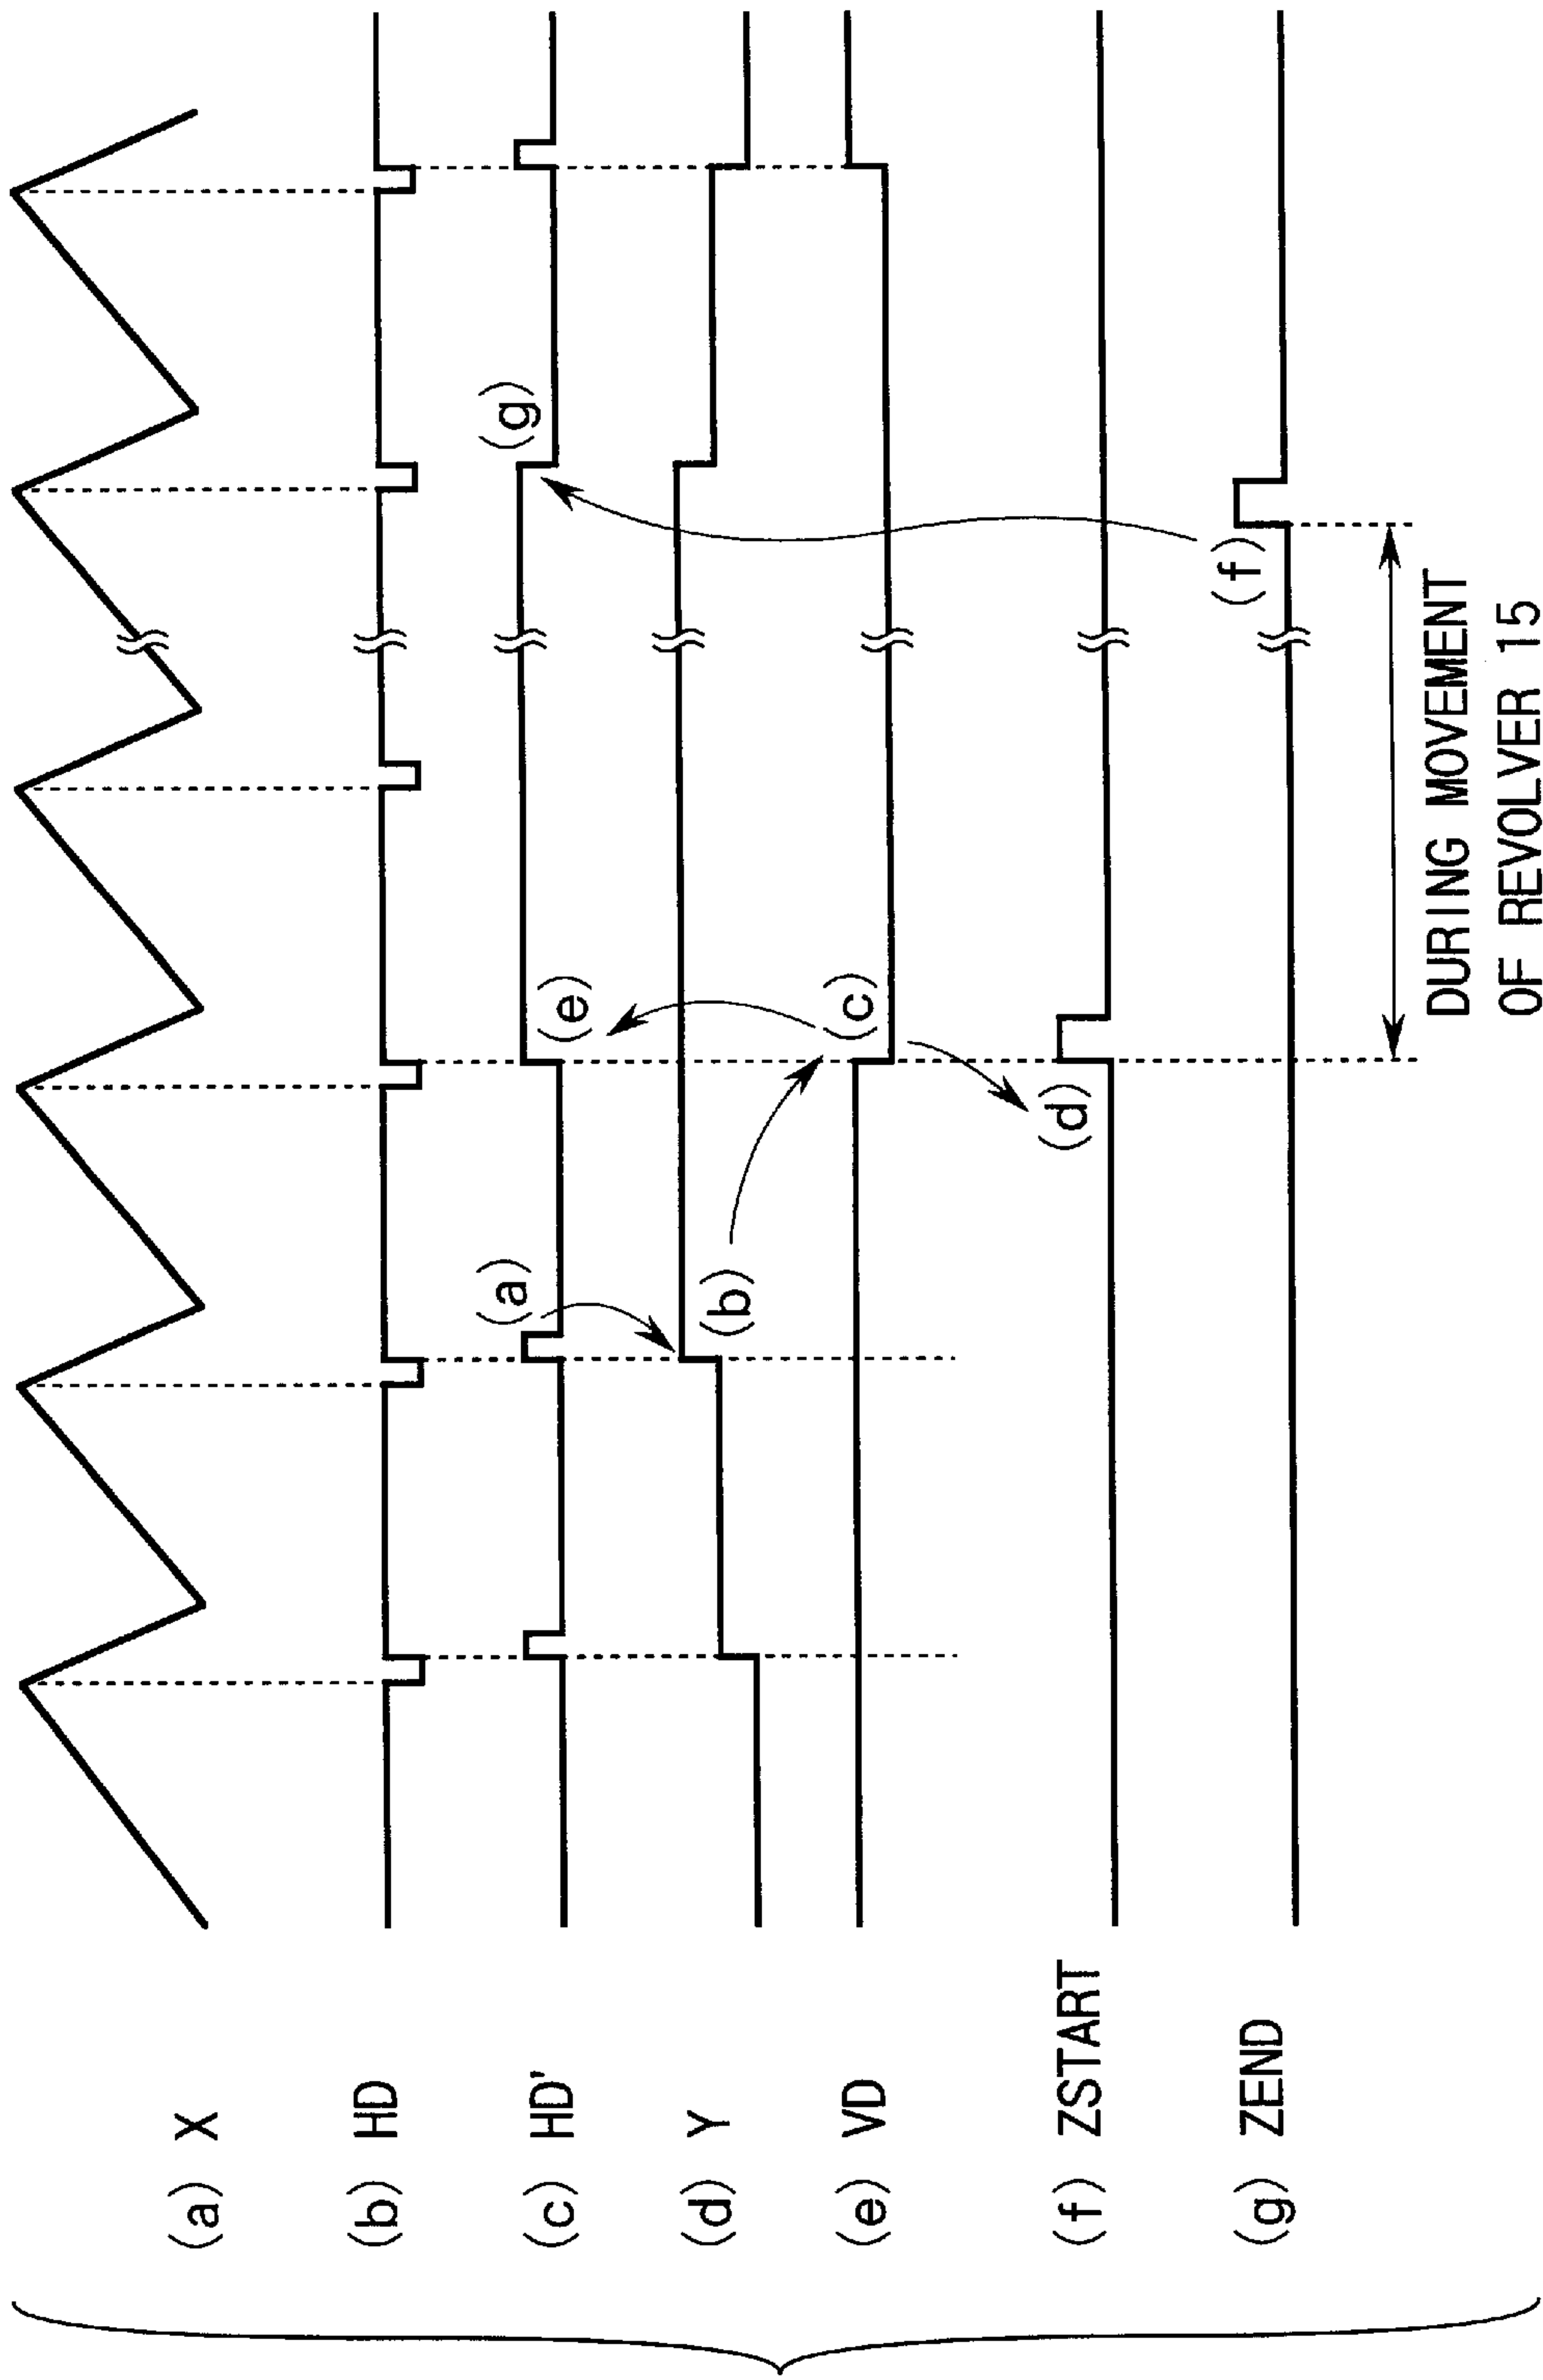 (a) X
(b) HD
(c) HD'
(d) Y
(e) VD
(f) ZSTART
(g) ZEND
(a)
(b)
(c)
(d)
(e)
(f)
(g)
DURING MOVEMENT
OF REVOLVER 15